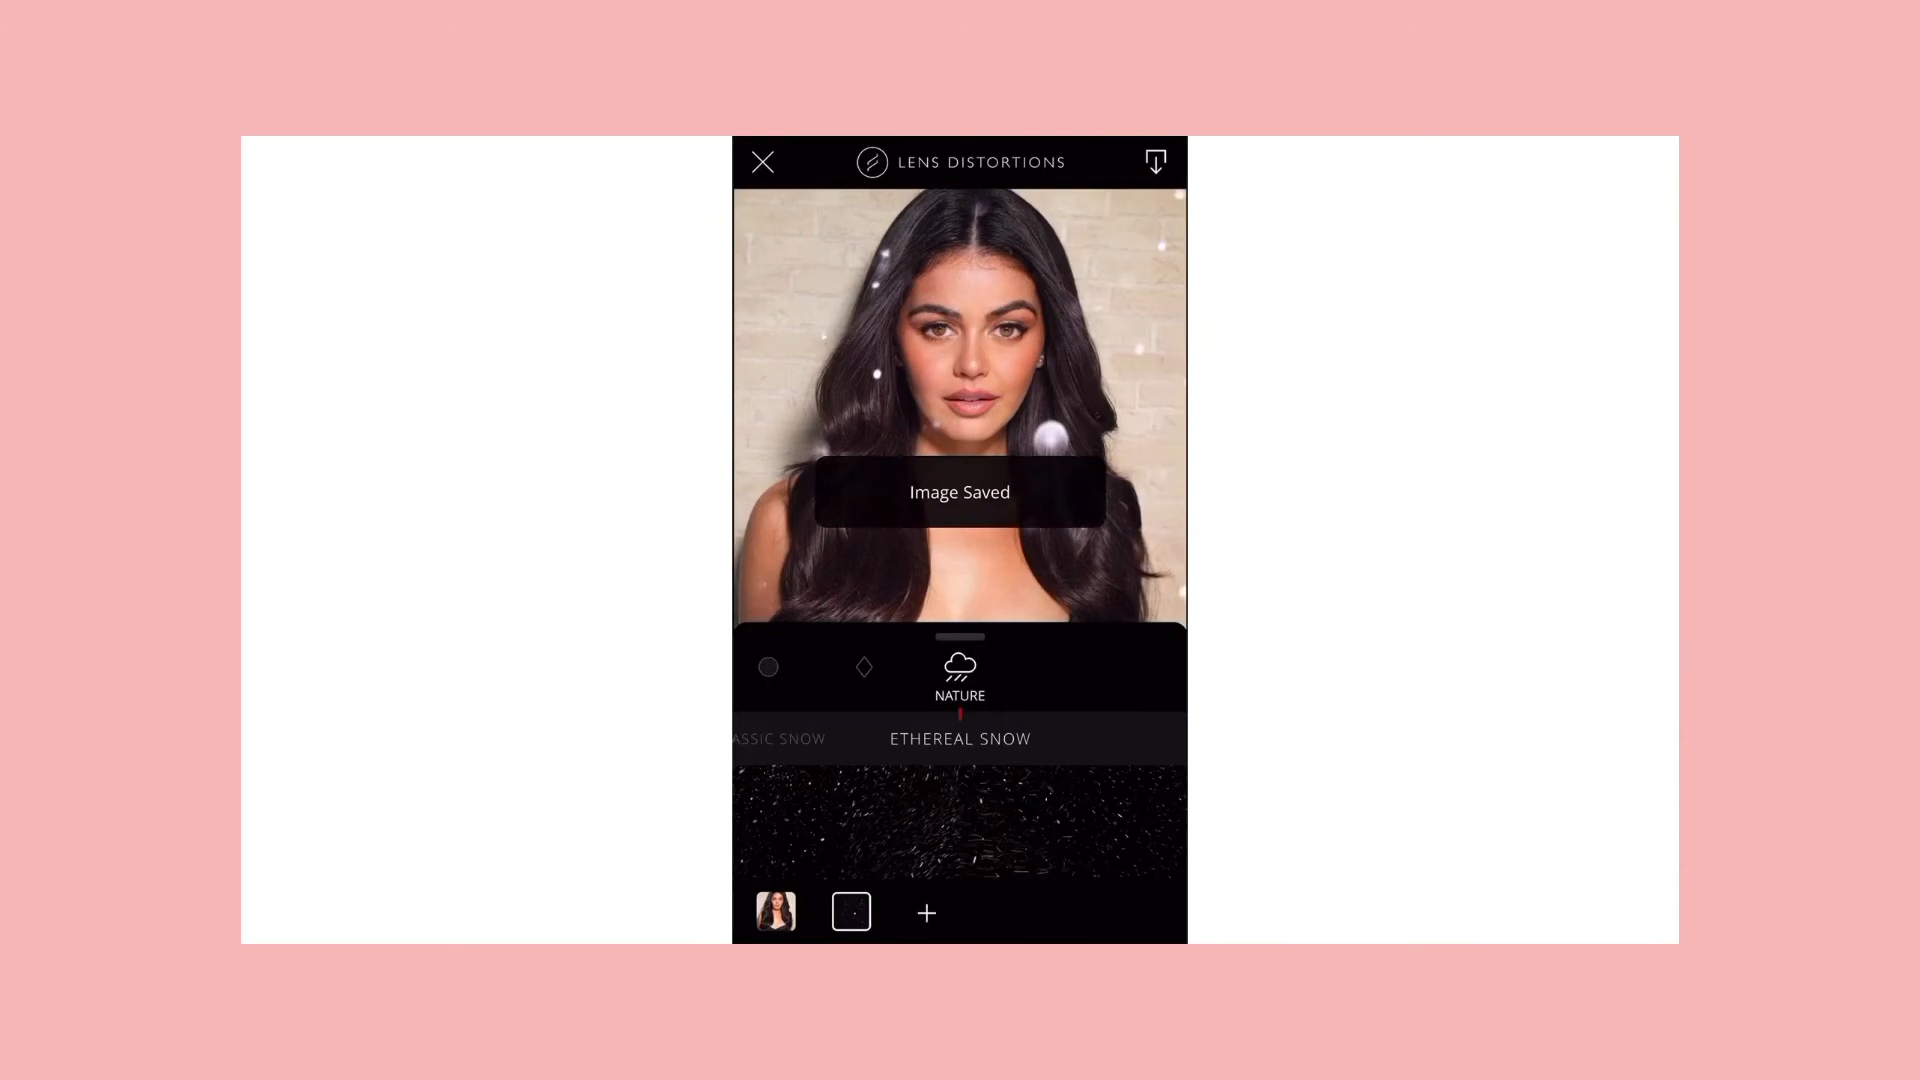 LENS DISTORTIONS
Image Saved
NATURE
ASSIC SNOW
ETHEREAL SNOW